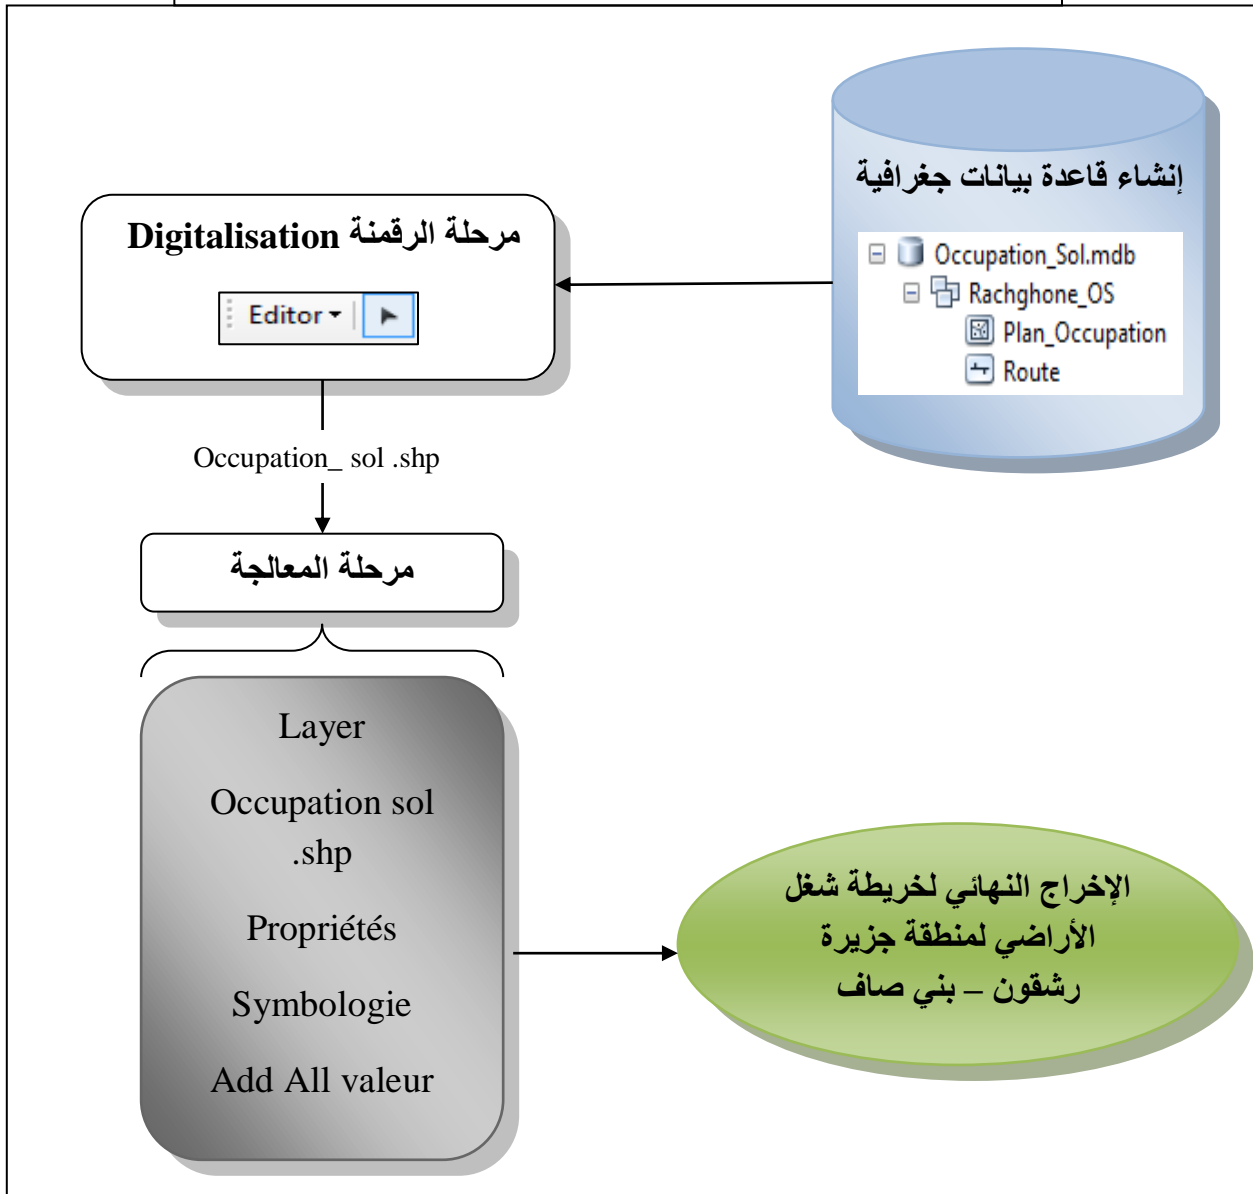 إنشاء قاعدة بيانات جغرافية
Occupation_Sol.mdb
Rachghone_OS
Plan_Occupation
Route
مرحلة الرقمنة Digitalisation
Editor
Occupation_ sol .shp
مرحلة المعالجة
Layer
Occupation sol
.shp
Propriétés
Symbologie
Add All valeur
الإخراج النهائي لخريطة شغل
الأراضي لمنطقة جزيرة
رشقون – بني صاف